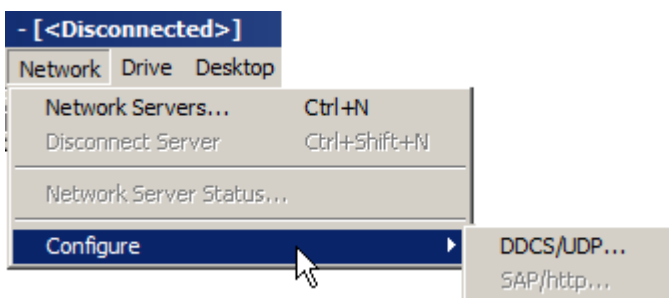 - [<Disconnected>]
Network Drive Desktop
Network Servers... Ctrl+N
Disconnect Server Ctrl+Shift+N
Network Server Status...
Configure
DDCS/UDP...
SAP/http...